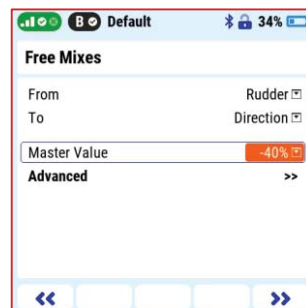 B Default 34%
Free Mixes
From Rudder
To Direction
Master Value -40%
Advanced >>
<< >>